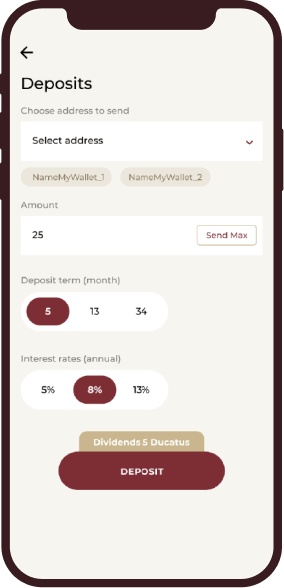 Deposits
Choose address to send
Select address
NameMyWallet_1 NameMyWallet_2
Amount
25 Send Max
Deposit term (month)
5 13 34
Interest rates (annual)
5% 8% 13%
Dividends 5 Ducatus
DEPOSIT